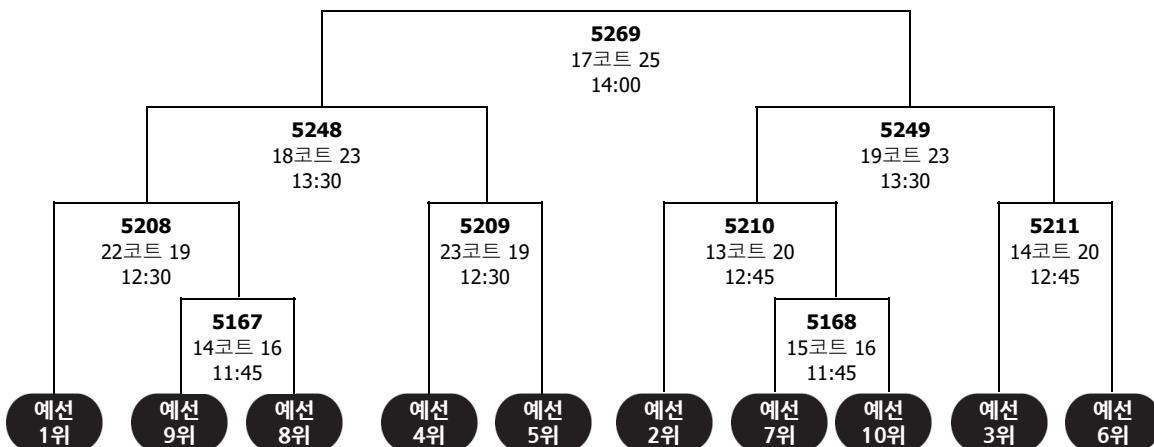 5269
17코트 25
14:00
5248
18코트 23
13:30
5249
19코트 23
13:30
5208
22코트 19
12:30
5209
23코트 19
12:30
5210
13코트 20
12:45
5211
14코트 20
12:45
5167
14코트 16
11:45
5168
15코트 16
11:45
예선
1위
예선
9위
예선
8위
예선
4위
예선
5위
예선
2위
예선
7위
예선
10위
예선
3위
예선
6위